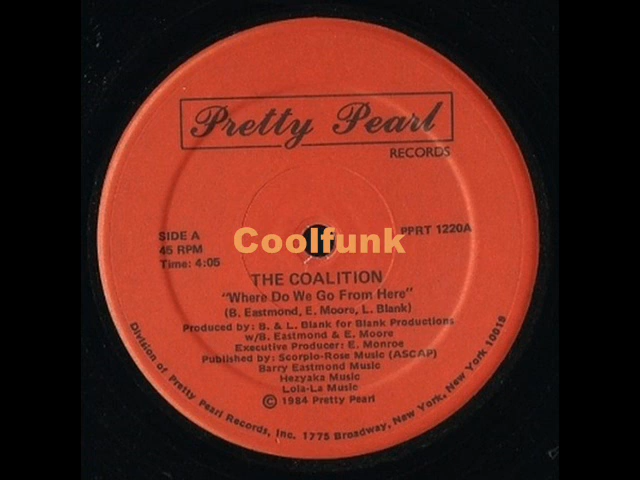 Pretty Pearl
RECORDS
SIDE A
45 RPM
Time: 4:05
PPRT 1220A
Coolfunk
THE COALITION
"Where Do We Go From Here"
(B. Eastmond, E. Moore, L. Blank)
Produced by: B. & L. Blank for Blank Productions
w/B. Eastmond & E. Moore
Executive Producer: E. Monroe
Published by: Scorpio-Rose Music (ASCAP)
Barry Eastmond Music
Hezyaka Music
Lola-La Music
© 1984 Pretty Pearl
Division of Pretty Pearl Records, Inc. 1775 Broadway, New York, New York 10019